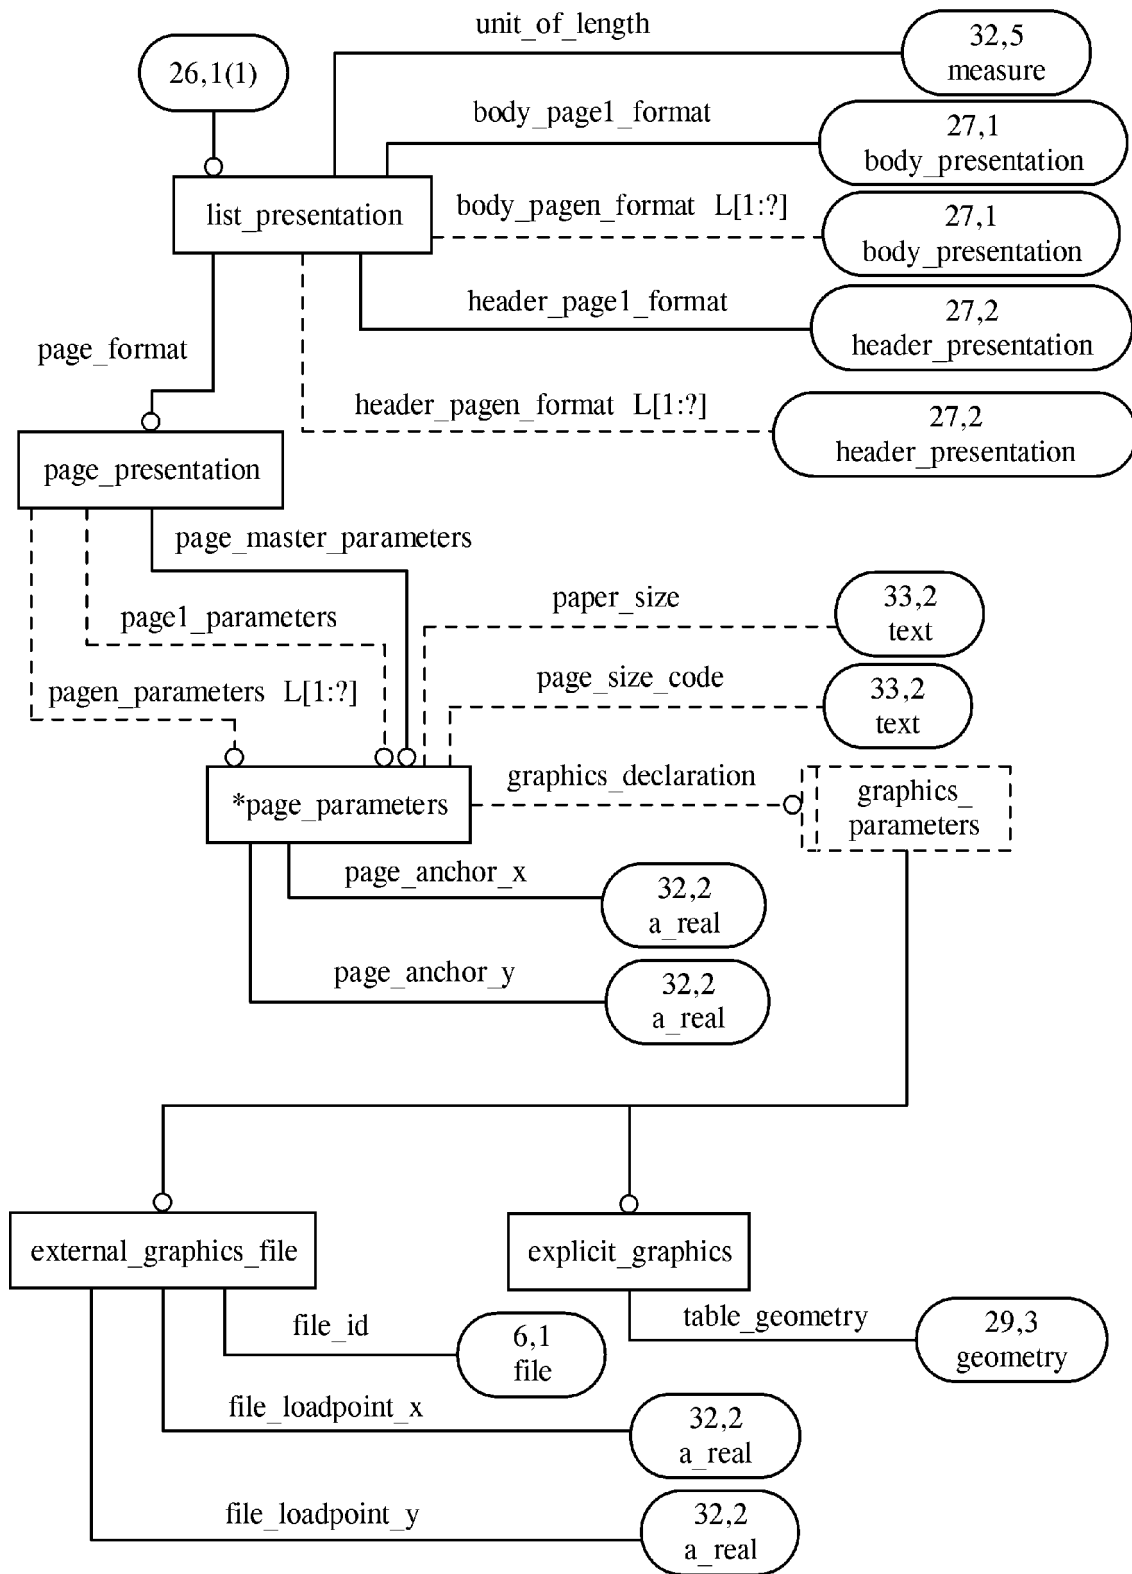 unit_of_length
32,5
measure
26,1(1)
body_page1_format
27,1
body_presentation
list_presentation
body_pagen_format L[1:?]
27,1
body_presentation
header_page1_format
27,2
header_presentation
page_format
header_pagen_format L[1:?]
27,2
header_presentation
page_presentation
page_master_parameters
paper_size
33,2
text
page1_parameters
pagen_parameters L[1:?]
page_size_code
33,2
text
*page_parameters
graphics_declaration
graphics_
parameters
page_anchor_x
32,2
a_real
page_anchor_y
32,2
a_real
external_graphics_file
explicit_graphics
file_id
6,1
file
table_geometry
29,3
geometry
file_loadpoint_x
32,2
a_real
file_loadpoint_y
32,2
a_real